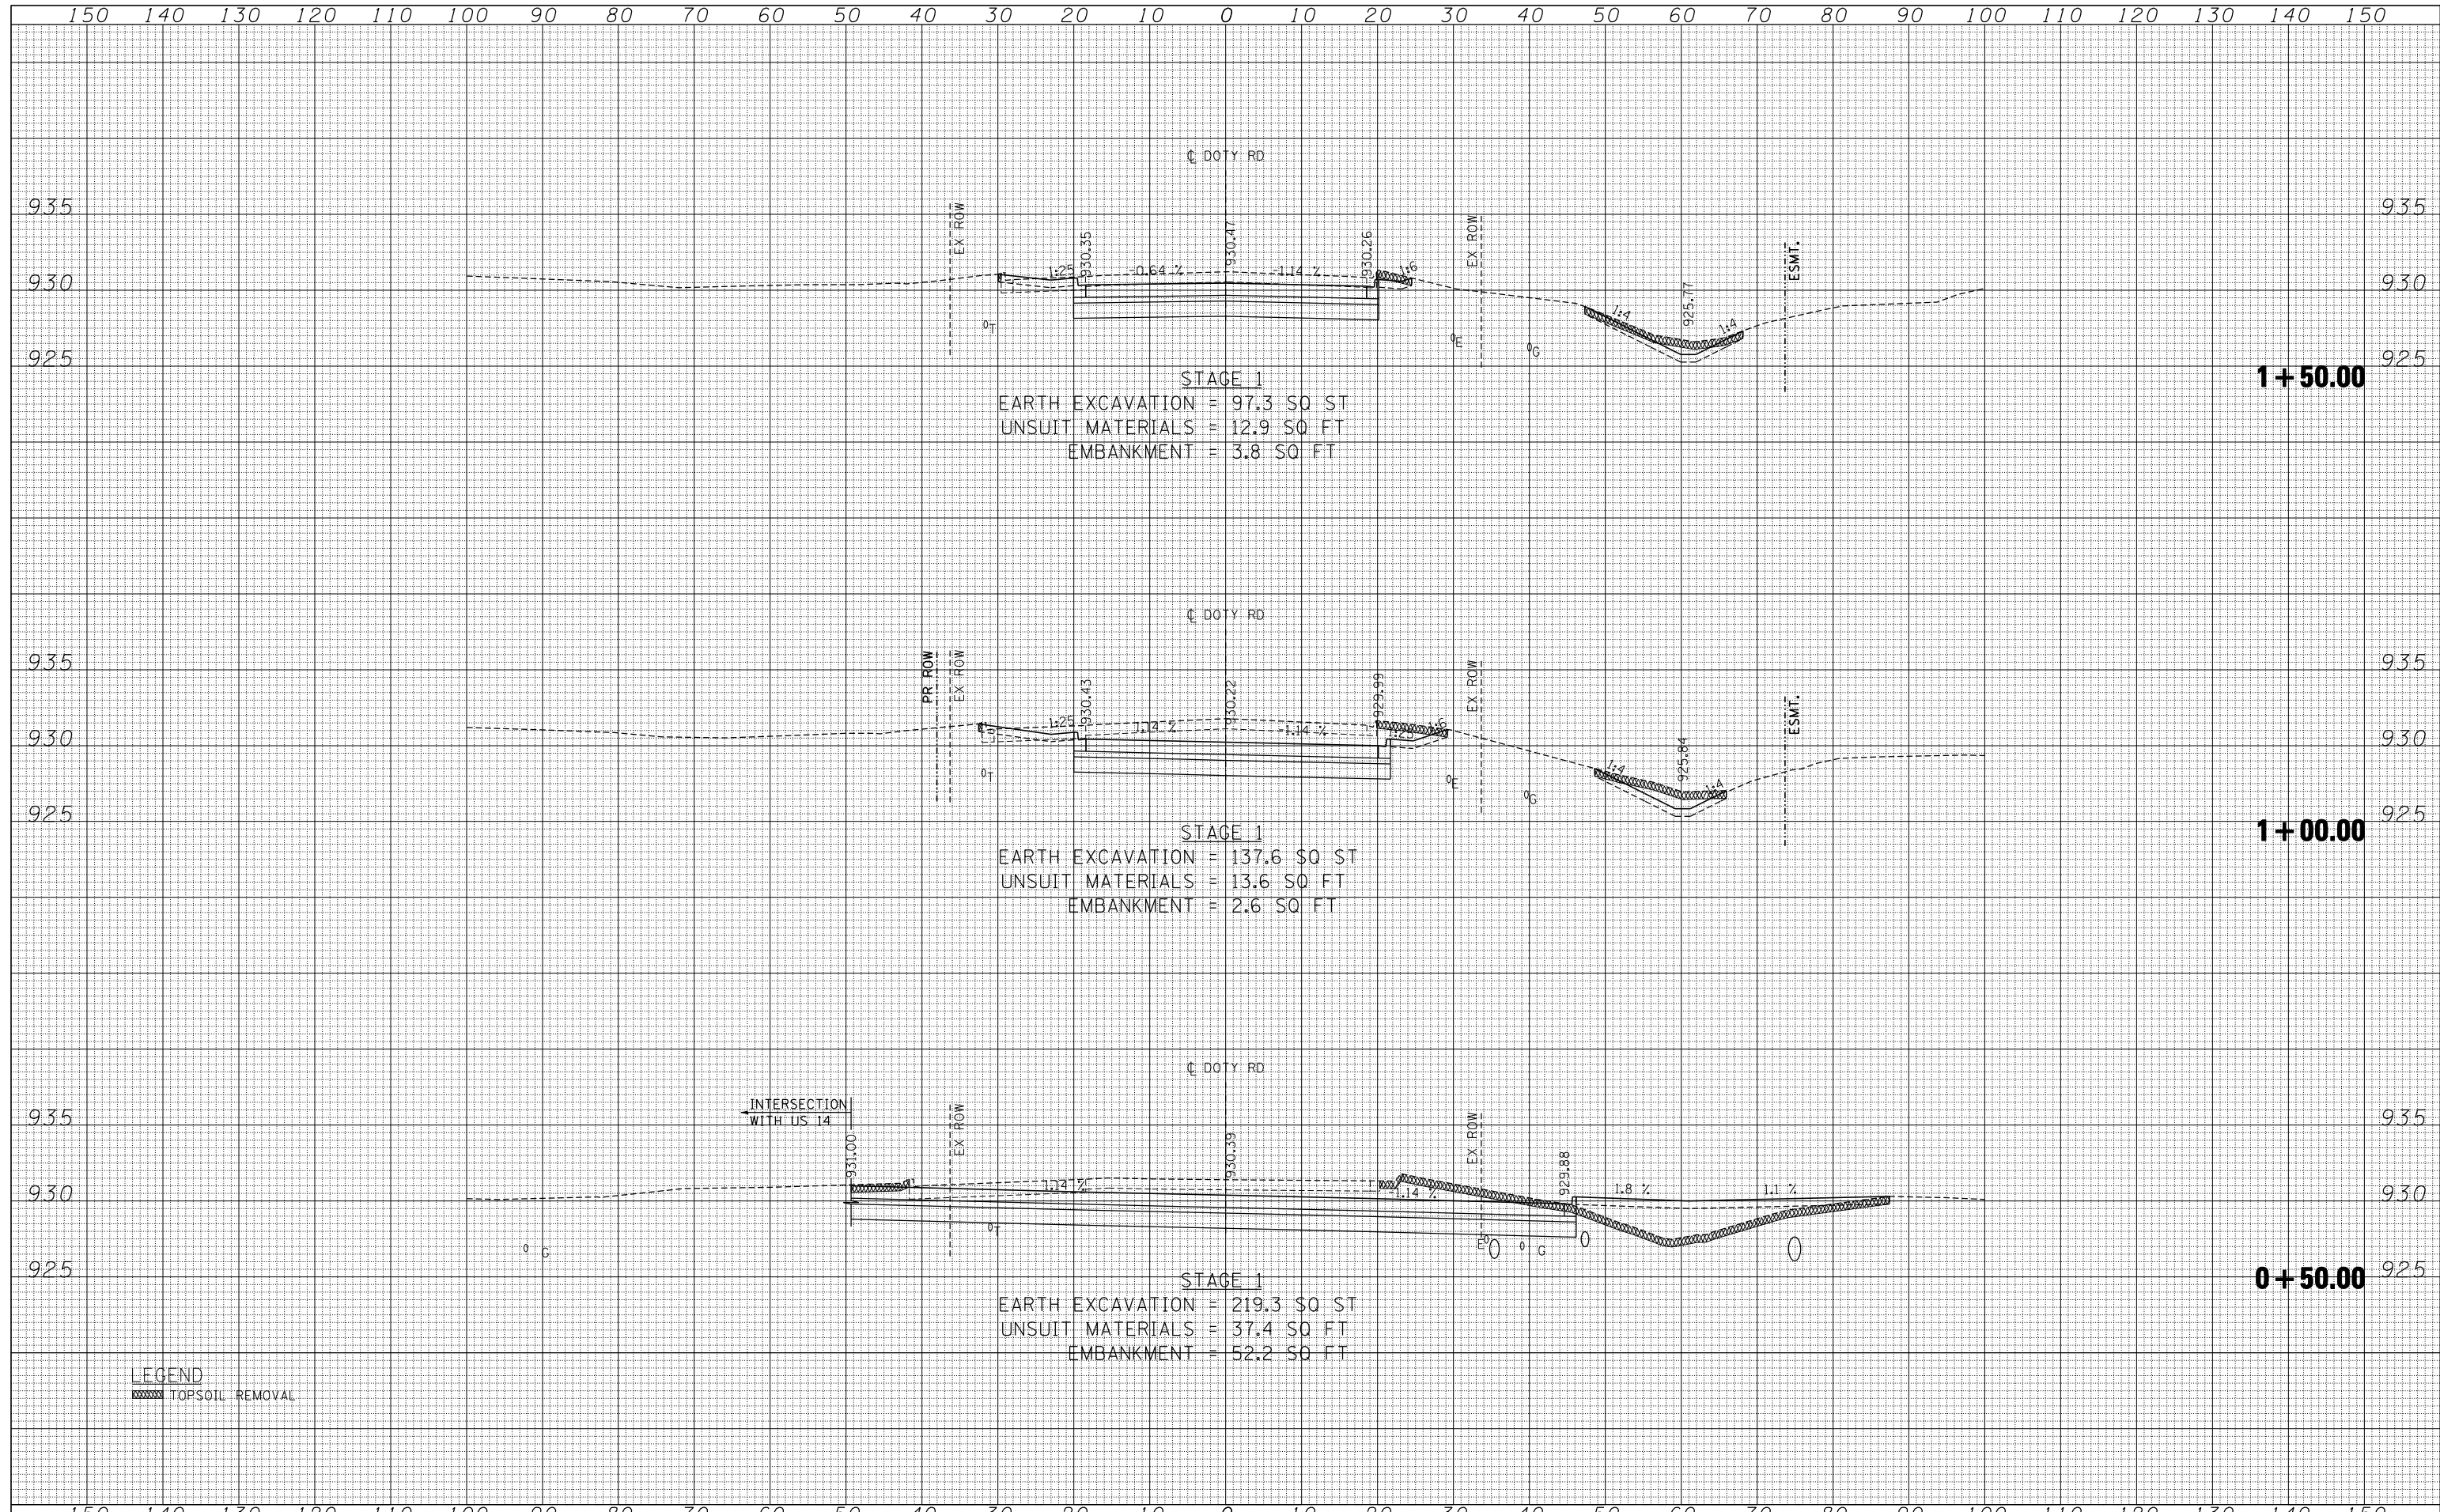 150 140 130 120 110 100 90 80 70 60 50 40 30 20 10 0 10 20 30 40 50 60 70 80 90 100 110 120 130 140 150
℄ DOTY RD
935 935
EX ROW EX ROW ESMT.
930.35 930.47 930.26 925.77
930 930
1:25 -0.64 % -1.14 % 1:6 1:4 1:4
T E G
925 925
1+50.00
STAGE 1
EARTH EXCAVATION = 97.3 SQ ST
UNSUIT MATERIALS = 12.9 SQ FT
EMBANKMENT = 3.8 SQ FT
℄ DOTY RD
935 935
PR ROW EX ROW EX ROW ESMT.
930.43 930.22 929.99 925.84
930 930
1:25 1.14 % -1.14 % 1:25 1:6 1:4 1:4
T E G
925 925
1+00.00
STAGE 1
EARTH EXCAVATION = 137.6 SQ ST
UNSUIT MATERIALS = 13.6 SQ FT
EMBANKMENT = 2.6 SQ FT
℄ DOTY RD
INTERSECTION
WITH US 14
935 935
EX ROW EX ROW
931.00 930.39 929.88
930 930
1.14 % -1.14 % 1.8 % 1.1 %
G T E G
925 925
0+50.00
STAGE 1
EARTH EXCAVATION = 219.3 SQ ST
UNSUIT MATERIALS = 37.4 SQ FT
EMBANKMENT = 52.2 SQ FT
LEGEND
TOPSOIL REMOVAL
150 140 130 120 110 100 90 80 70 60 50 40 30 20 10 0 10 20 30 40 50 60 70 80 90 100 110 120 130 140 150